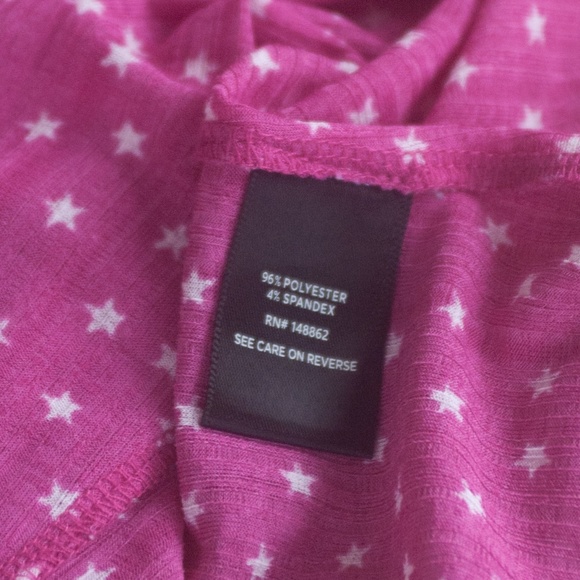 96% POLYESTER
4% SPANDEX
RN# 148862
SEE CARE ON REVERSE